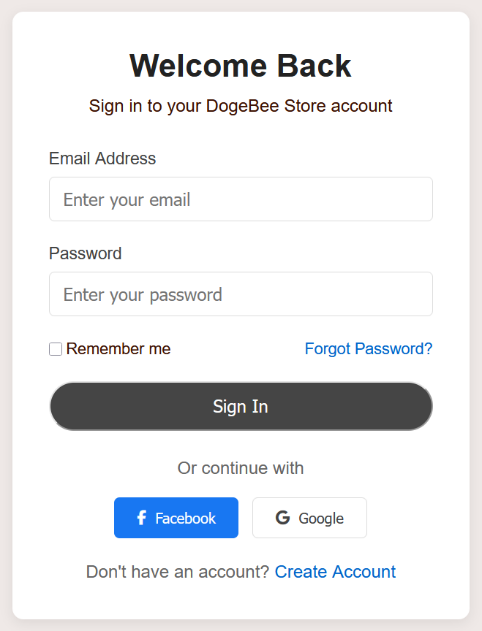 Welcome Back
Sign in to your DogeBee Store account
Email Address
Enter your email
Password
Enter your password
Remember me Forgot Password?
Sign In
Or continue with
Facebook Google
Don't have an account? Create Account